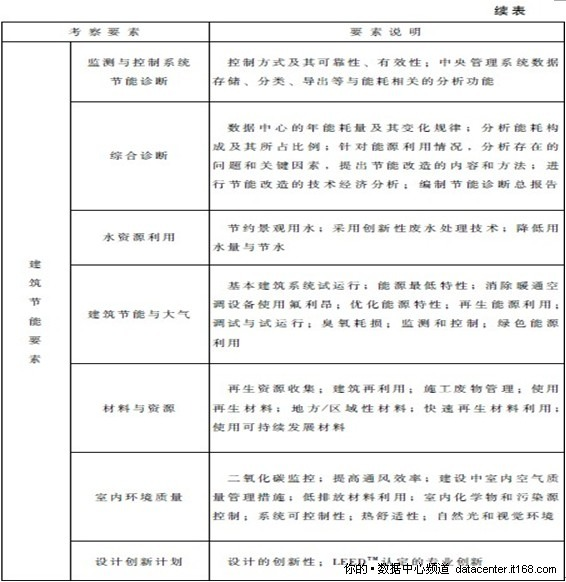 续表
考察要素
要素说明
建筑节能要素
监测与控制系统
节能诊断
控制方式及其可靠性、有效性；中央管理系统数据
存储、分类、导出等与能耗相关的分析功能
综合诊断
数据中心的年能耗量及其变化规律；分析能耗构
成及其所占比例；针对能源利用情况，分析存在的
问题和关键因素，提出节能改造的内容和方法；进
行节能改造的技术经济分析；编制节能诊断总报告
水资源利用
节约景观用水；采用创新性废水处理技术；降低用
水量与节水
建筑节能与大气
基本建筑系统试运行；能源最低特性；消除暖通空
调设备使用氟利昂；优化能源特性；再生能源利用；
调试与试运行；臭氧耗损；监测和控制；绿色能源
利用
材料与资源
再生资源收集；建筑再利用；施工废物管理；使用
再生材料；地方/区域性材料；快速再生材料利用；
使用可持续发展材料
室内环境质量
二氧化碳监控；提高通风效率；建设中室内空气质
量管理措施；低排放材料利用；室内化学物和污染源
控制；系统可控制性；热舒适性；自然光和视觉环境
设计创新计划
设计的创新性；LEED™认定的专业创新
你的·数据中心频道 datacenter.it168.com